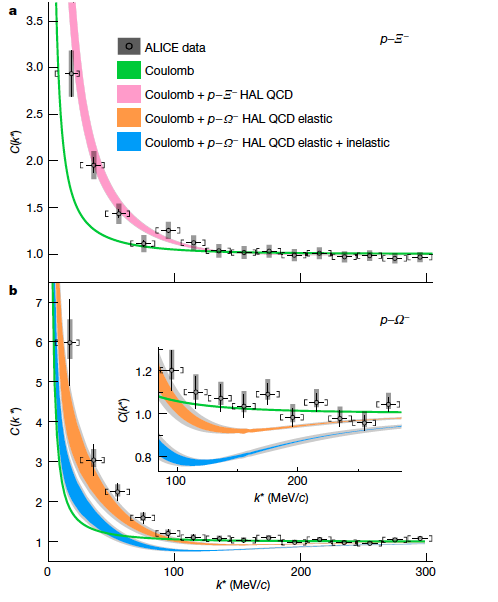 a
p–Ξ⁻
3.5
3.0
2.5
2.0
1.5
1.0
C(k*)
ALICE data
Coulomb
Coulomb + p–Ξ⁻ HAL QCD
Coulomb + p–Ω⁻ HAL QCD elastic
Coulomb + p–Ω⁻ HAL QCD elastic + inelastic
b
p–Ω⁻
7
6
5
4
3
2
1
C(k*)
1.2
1.0
0.8
C(k*)
100 200
k* (MeV/c)
0 100 200 300
k* (MeV/c)